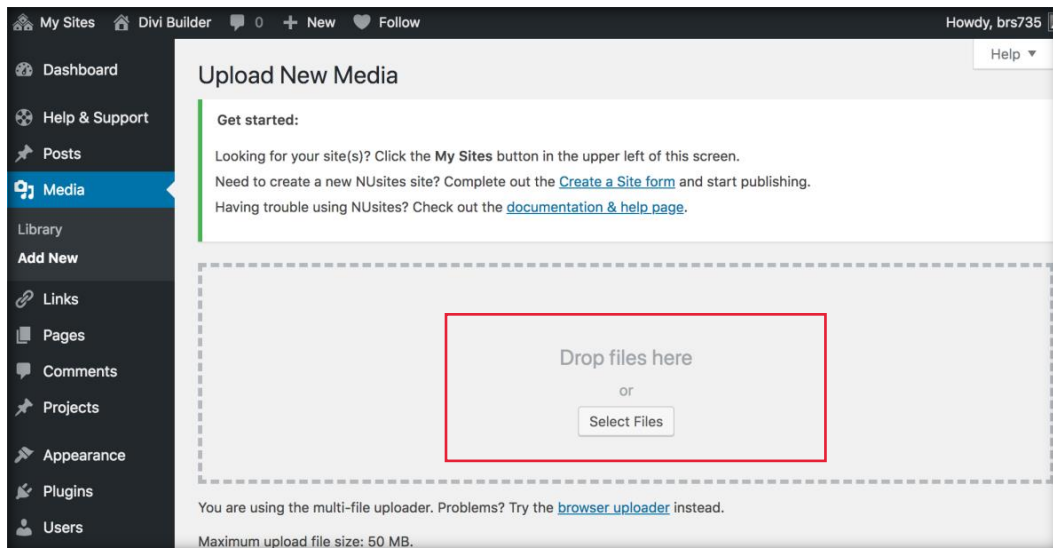 My Sites Divi Builder 0 New Follow Howdy, brs735
Help
Dashboard
Help & Support
Posts
Media
Library
Add New
Links
Pages
Comments
Projects
Appearance
Plugins
Users
Upload New Media
Get started:
Looking for your site(s)? Click the My Sites button in the upper left of this screen.
Need to create a new NUsites site? Complete out the Create a Site form and start publishing.
Having trouble using NUsites? Check out the documentation & help page.
Drop files here
or
Select Files
You are using the multi-file uploader. Problems? Try the browser uploader instead.
Maximum upload file size: 50 MB.